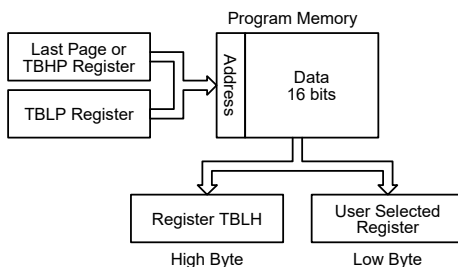 Program Memory
Last Page or
TBHP Register
TBLP Register
Address
Data
16 bits
Register TBLH
User Selected
Register
High Byte
Low Byte